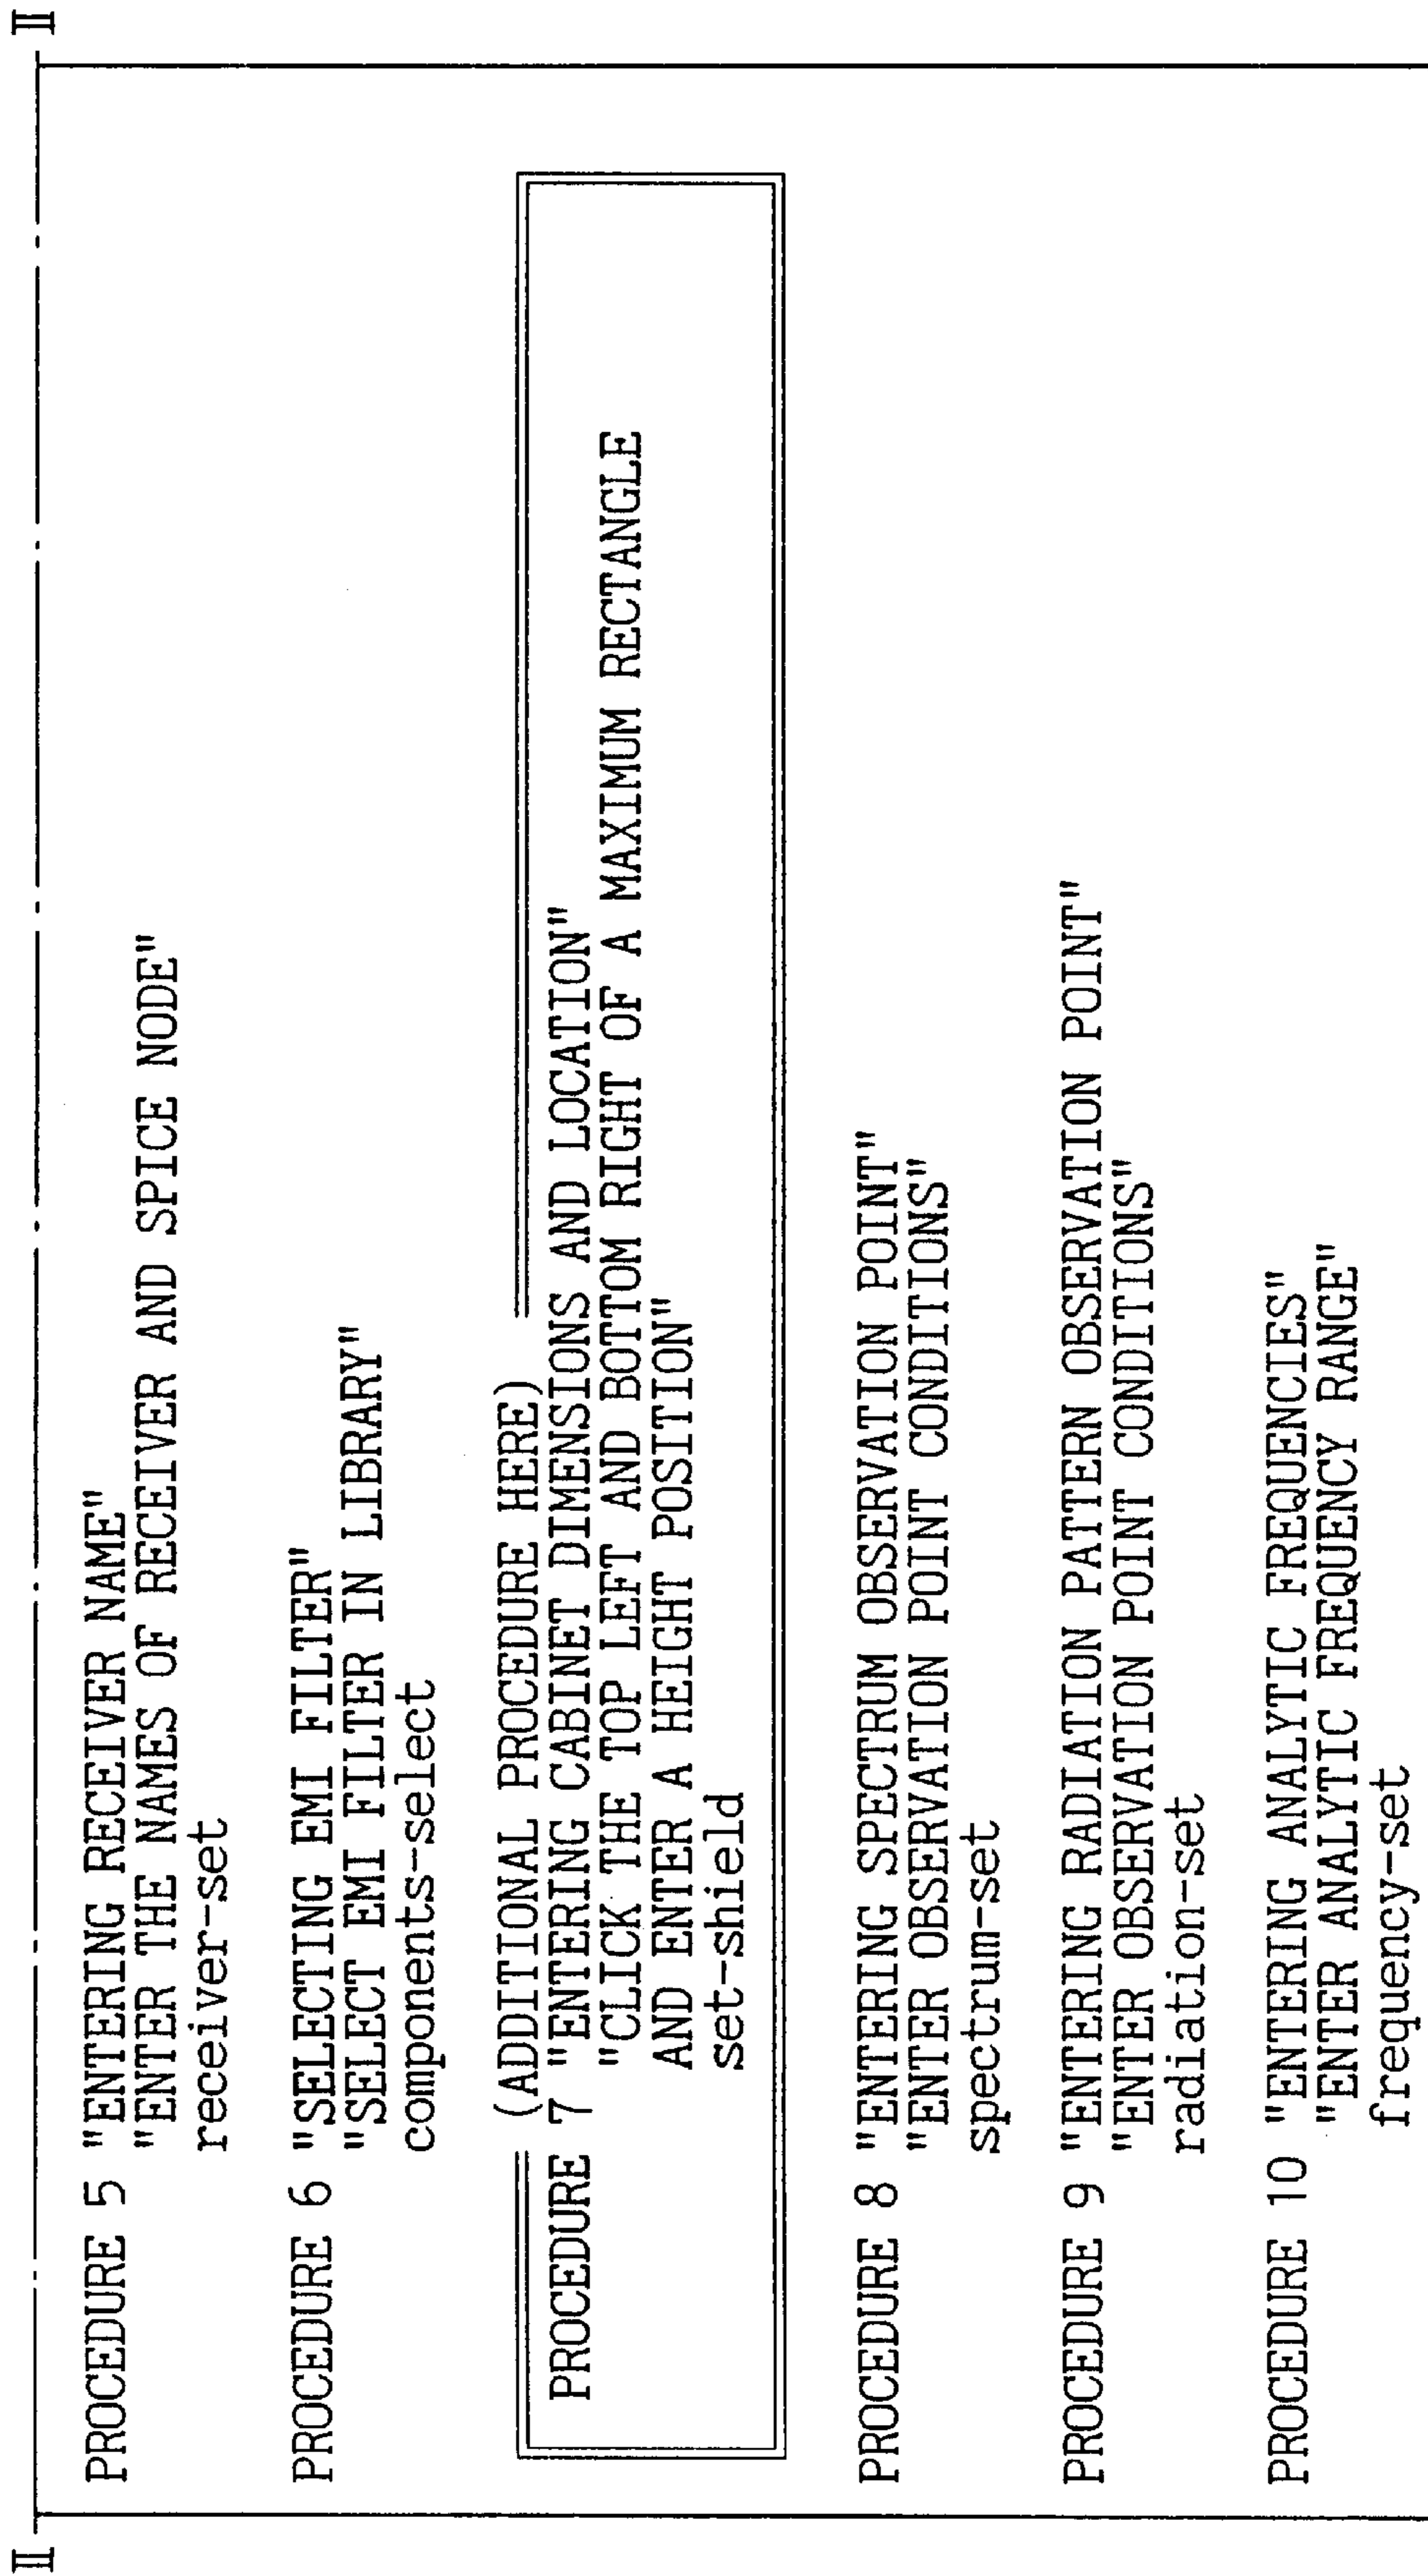 II II
PROCEDURE 5 "ENTERING RECEIVER NAME"
"ENTER THE NAMES OF RECEIVER AND SPICE NODE"
receiver-set
PROCEDURE 6 "SELECTING EMI FILTER"
"SELECT EMI FILTER IN LIBRARY"
components-select
(ADDITIONAL PROCEDURE HERE)
PROCEDURE 7 "ENTERING CABINET DIMENSIONS AND LOCATION"
"CLICK THE TOP LEFT AND BOTTOM RIGHT OF A MAXIMUM RECTANGLE
AND ENTER A HEIGHT POSITION"
set-shield
PROCEDURE 8 "ENTERING SPECTRUM OBSERVATION POINT"
"ENTER OBSERVATION POINT CONDITIONS"
spectrum-set
PROCEDURE 9 "ENTERING RADIATION PATTERN OBSERVATION POINT"
"ENTER OBSERVATION POINT CONDITIONS"
radiation-set
PROCEDURE 10 "ENTERING ANALYTIC FREQUENCIES"
"ENTER ANALYTIC FREQUENCY RANGE"
frequency-set